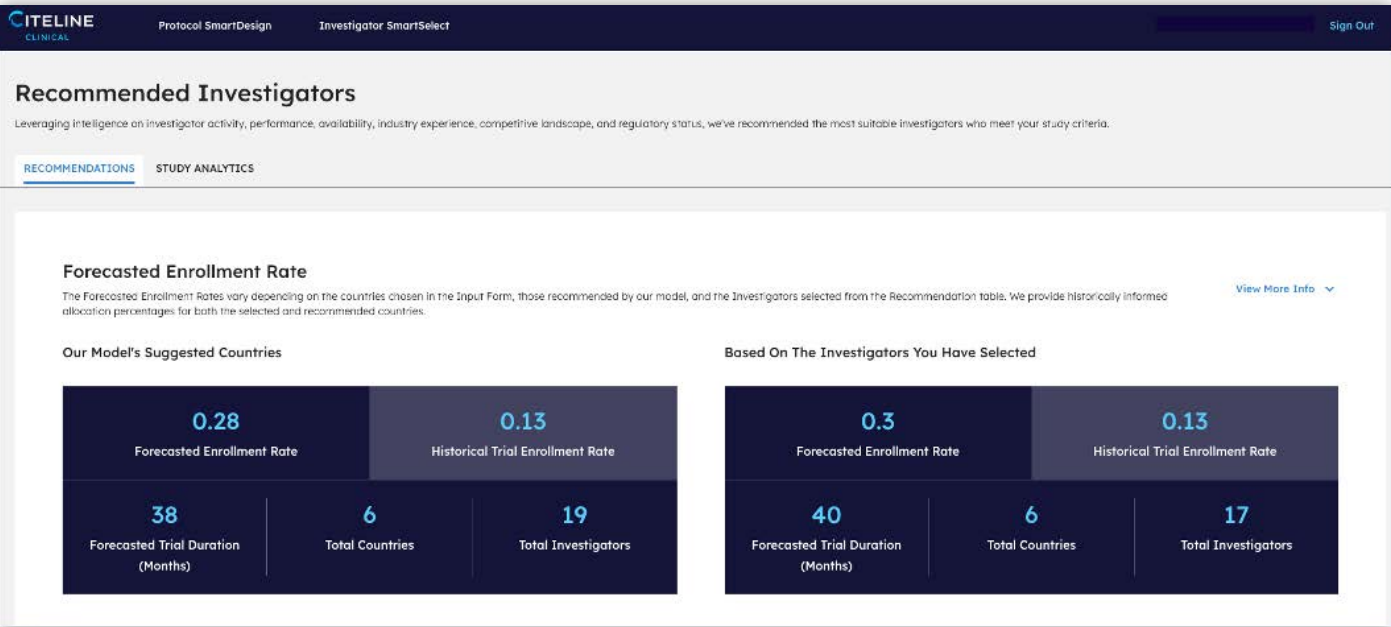 CITELINE
CLINICAL
Protocol SmartDesign
Investigator SmartSelect
Sign Out
Recommended Investigators
Leveraging intelligence on investigator activity, performance, availability, industry experience, competitive landscape, and regulatory status, we've recommended the most suitable investigators who meet your study criteria.
RECOMMENDATIONS
STUDY ANALYTICS
Forecasted Enrollment Rate
The Forecasted Enrollment Rates vary depending on the countries chosen in the Input Form, those recommended by our model, and the Investigators selected from the Recommendation table. We provide historically informed
allocation percentages for both the selected and recommended countries.
View More Info
Our Model's Suggested Countries
0.28
Forecasted Enrollment Rate
0.13
Historical Trial Enrollment Rate
38
Forecasted Trial Duration
(Months)
6
Total Countries
19
Total Investigators
Based On The Investigators You Have Selected
0.3
Forecasted Enrollment Rate
0.13
Historical Trial Enrollment Rate
40
Forecasted Trial Duration
(Months)
6
Total Countries
17
Total Investigators